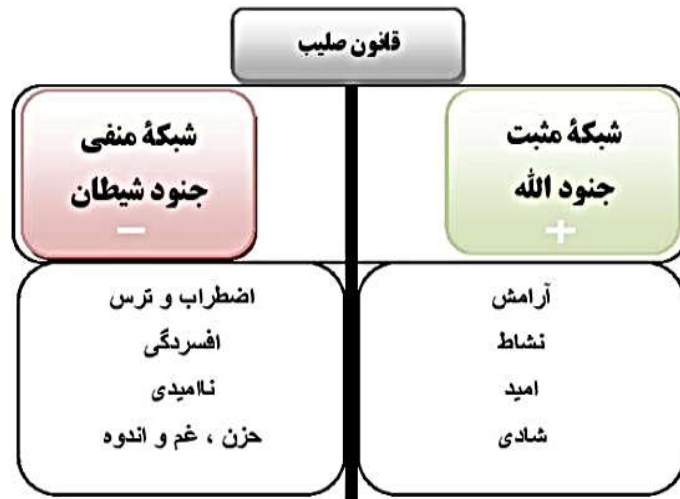 قانون صلیب
شبکهٔ مثبت
جنود الله
+
آرامش
نشاط
امید
شادی
شبکهٔ منفی
جنود شیطان
−
اضطراب و ترس
افسردگی
ناامیدی
حزن ، غم و اندوه